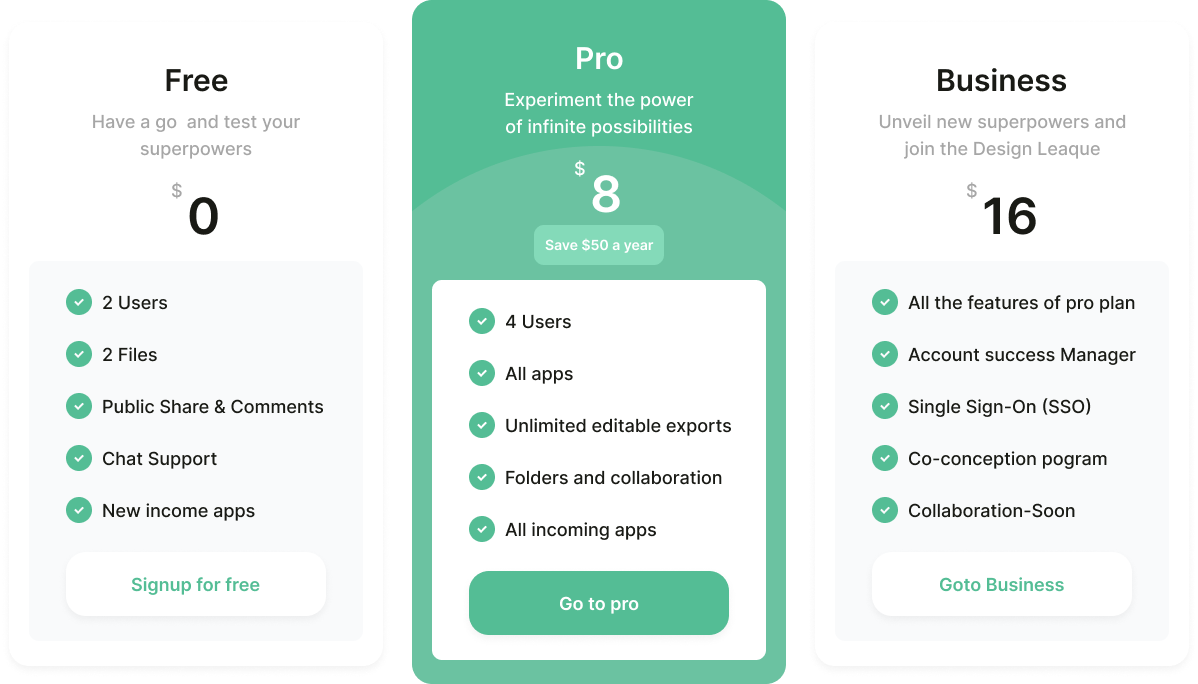 Free
Have a go  and test your
superpowers
$
0
2 Users
2 Files
Public Share & Comments
Chat Support
New income apps
Signup for free
Pro
Experiment the power
of infinite possibilities
$
8
Save $50 a year
4 Users
All apps
Unlimited editable exports
Folders and collaboration
All incoming apps
Go to pro
Business
Unveil new superpowers and
join the Design Leaque
$
16
All the features of pro plan
Account success Manager
Single Sign-On (SSO)
Co-conception pogram
Collaboration-Soon
Goto Business